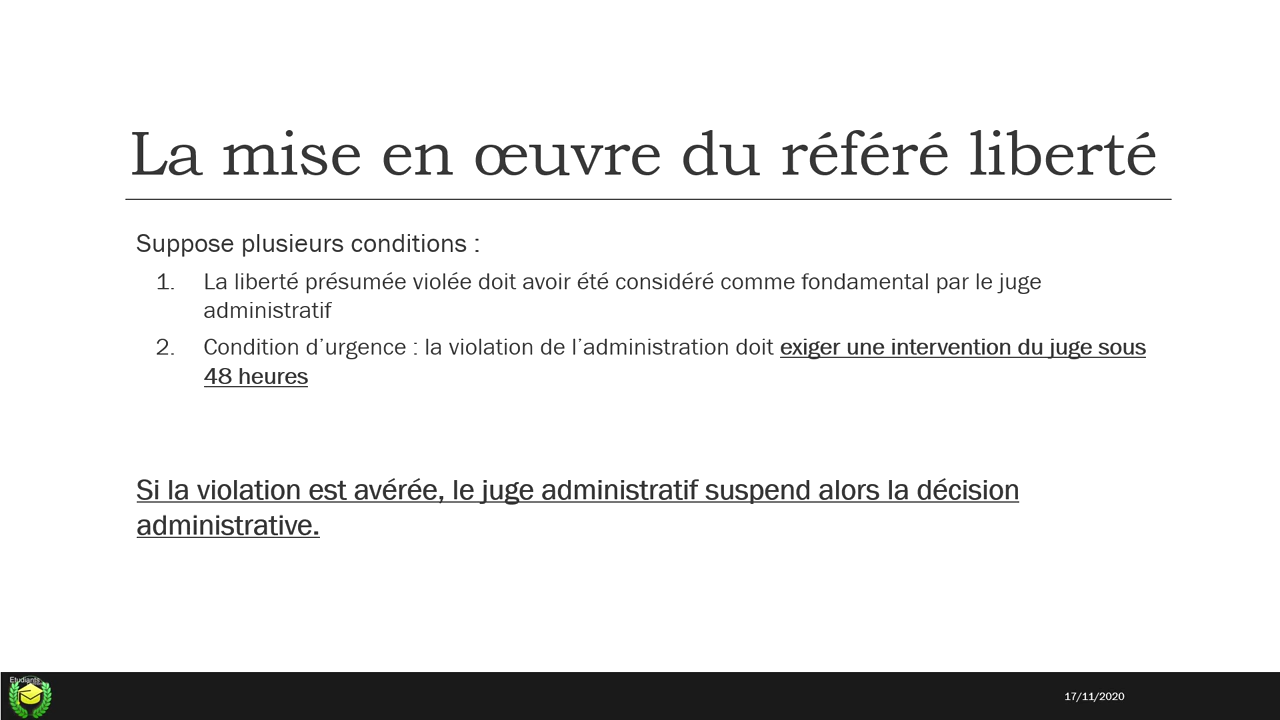 La mise en œuvre du référé liberté
Suppose plusieurs conditions :
1. La liberté présumée violée doit avoir été considéré comme fondamental par le juge
administratif
2. Condition d’urgence : la violation de l’administration doit exiger une intervention du juge sous
48 heures
Si la violation est avérée, le juge administratif suspend alors la décision
administrative.
Etudiants
17/11/2020